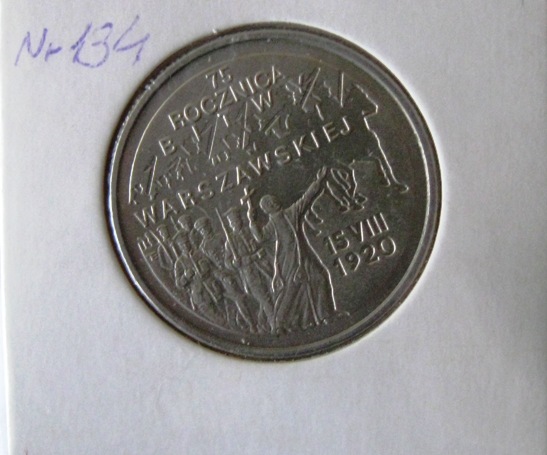 Nr 134
75
ROCZNICA
BITWY
WARSZAWSKIEJ
15 VIII
1920